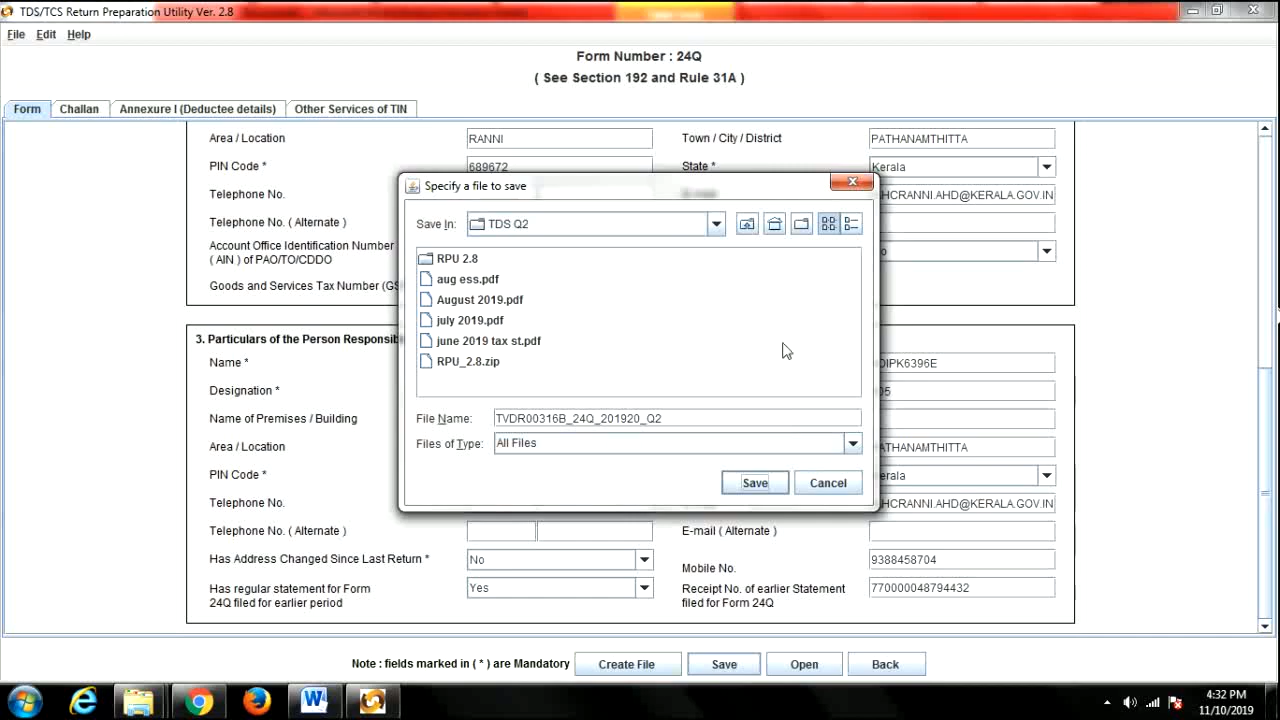 TDS/TCS Return Preparation Utility Ver. 2.8
File Edit Help
Form Number : 24Q
( See Section 192 and Rule 31A )
Form Challan Annexure I (Deductee details) Other Services of TIN
Area / Location RANNI Town / City / District PATHANAMTHITTA
PIN Code * 689672 State * Kerala
Telephone No. HCRANNI.AHD@KERALA.GOV.IN
Telephone No. ( Alternate )
Account Office Identification Number
( AIN ) of PAO/TO/CDDO
Goods and Services Tax Number (GS
Specify a file to save
Save In: TDS Q2
RPU 2.8
aug ess.pdf
August 2019.pdf
july 2019.pdf
june 2019 tax st.pdf
RPU_2.8.zip
File Name: TVDR00316B_24Q_201920_Q2
Files of Type: All Files
Save Cancel
3. Particulars of the Person Responsib
Name * DIPK6396E
Designation *
Name of Premises / Building
Area / Location ATHANAMTHITTA
PIN Code * erala
Telephone No. HCRANNI.AHD@KERALA.GOV.IN
Telephone No. ( Alternate ) E-mail ( Alternate )
Has Address Changed Since Last Return * No Mobile No. 9388458704
Has regular statement for Form Yes Receipt No. of earlier Statement 770000048794432
24Q filed for earlier period filed for Form 24Q
Note : fields marked in ( * ) are Mandatory Create File Save Open Back
4:32 PM
11/10/2019